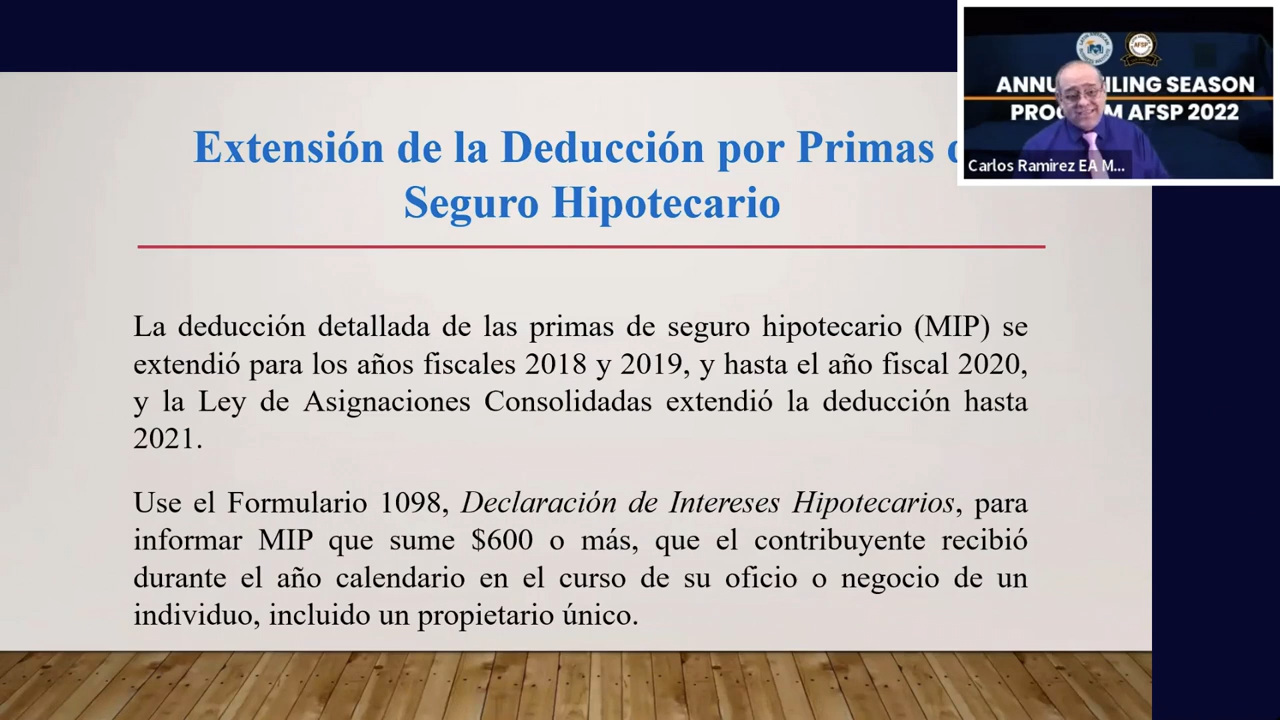 Extensión de la Deducción por Primas
Seguro Hipotecario
La deducción detallada de las primas de seguro hipotecario (MIP) se
extendió para los años fiscales 2018 y 2019, y hasta el año fiscal 2020,
y la Ley de Asignaciones Consolidadas extendió la deducción hasta
2021.
Use el Formulario 1098, Declaración de Intereses Hipotecarios, para
informar MIP que sume $600 o más, que el contribuyente recibió
durante el año calendario en el curso de su oficio o negocio de un
individuo, incluido un propietario único.
AFSP
SEASON
AFSP 2022
Carlos Ramirez EA M...